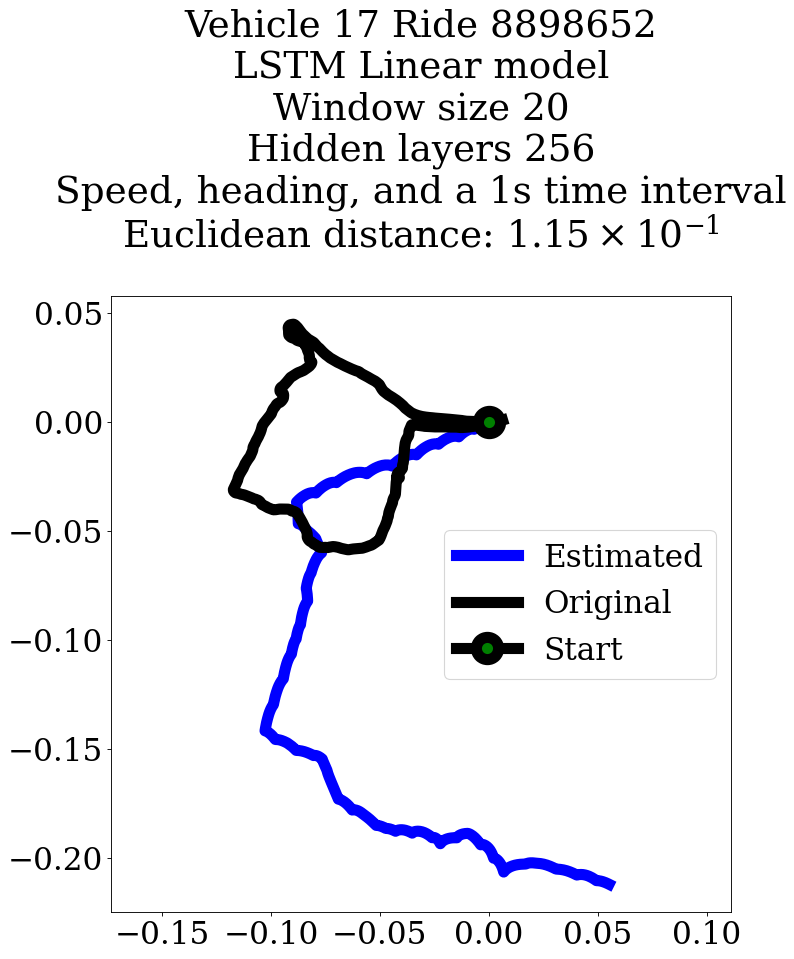 Vehicle 17 Ride 8898652
LSTM Linear model
Window size 20
Hidden layers 256
Speed, heading, and a 1s time interval
Euclidean distance: 1.15 × 10⁻¹
0.05
0.00
−0.05
−0.10
−0.15
−0.20
Estimated
Original
Start
−0.15 −0.10 −0.05 0.00 0.05 0.10